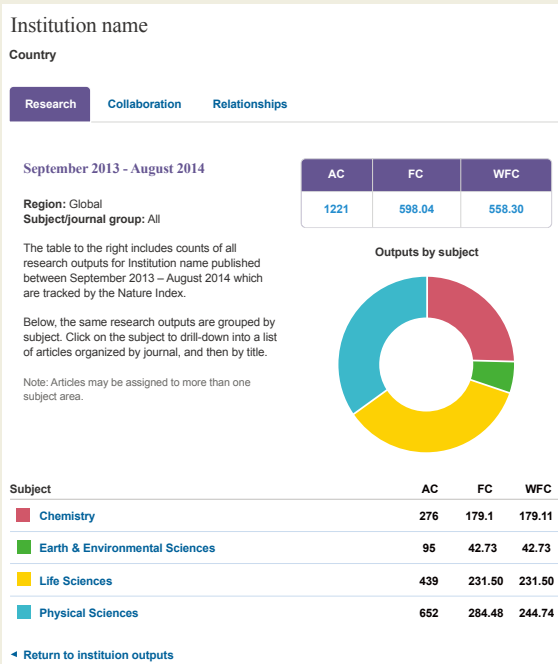 Institution name
Country
Research Collaboration Relationships
September 2013 - August 2014
Region: Global
Subject/journal group: All
The table to the right includes counts of all
research outputs for Institution name published
between September 2013 – August 2014 which
are tracked by the Nature Index.
Below, the same research outputs are grouped by
subject. Click on the subject to drill-down into a list
of articles organized by journal, and then by title.
Note: Articles may be assigned to more than one
subject area.
AC FC WFC
1221 598.04 558.30
Outputs by subject
Subject AC FC WFC
Chemistry 276 179.1 179.11
Earth & Environmental Sciences 95 42.73 42.73
Life Sciences 439 231.50 231.50
Physical Sciences 652 284.48 244.74
Return to instituion outputs